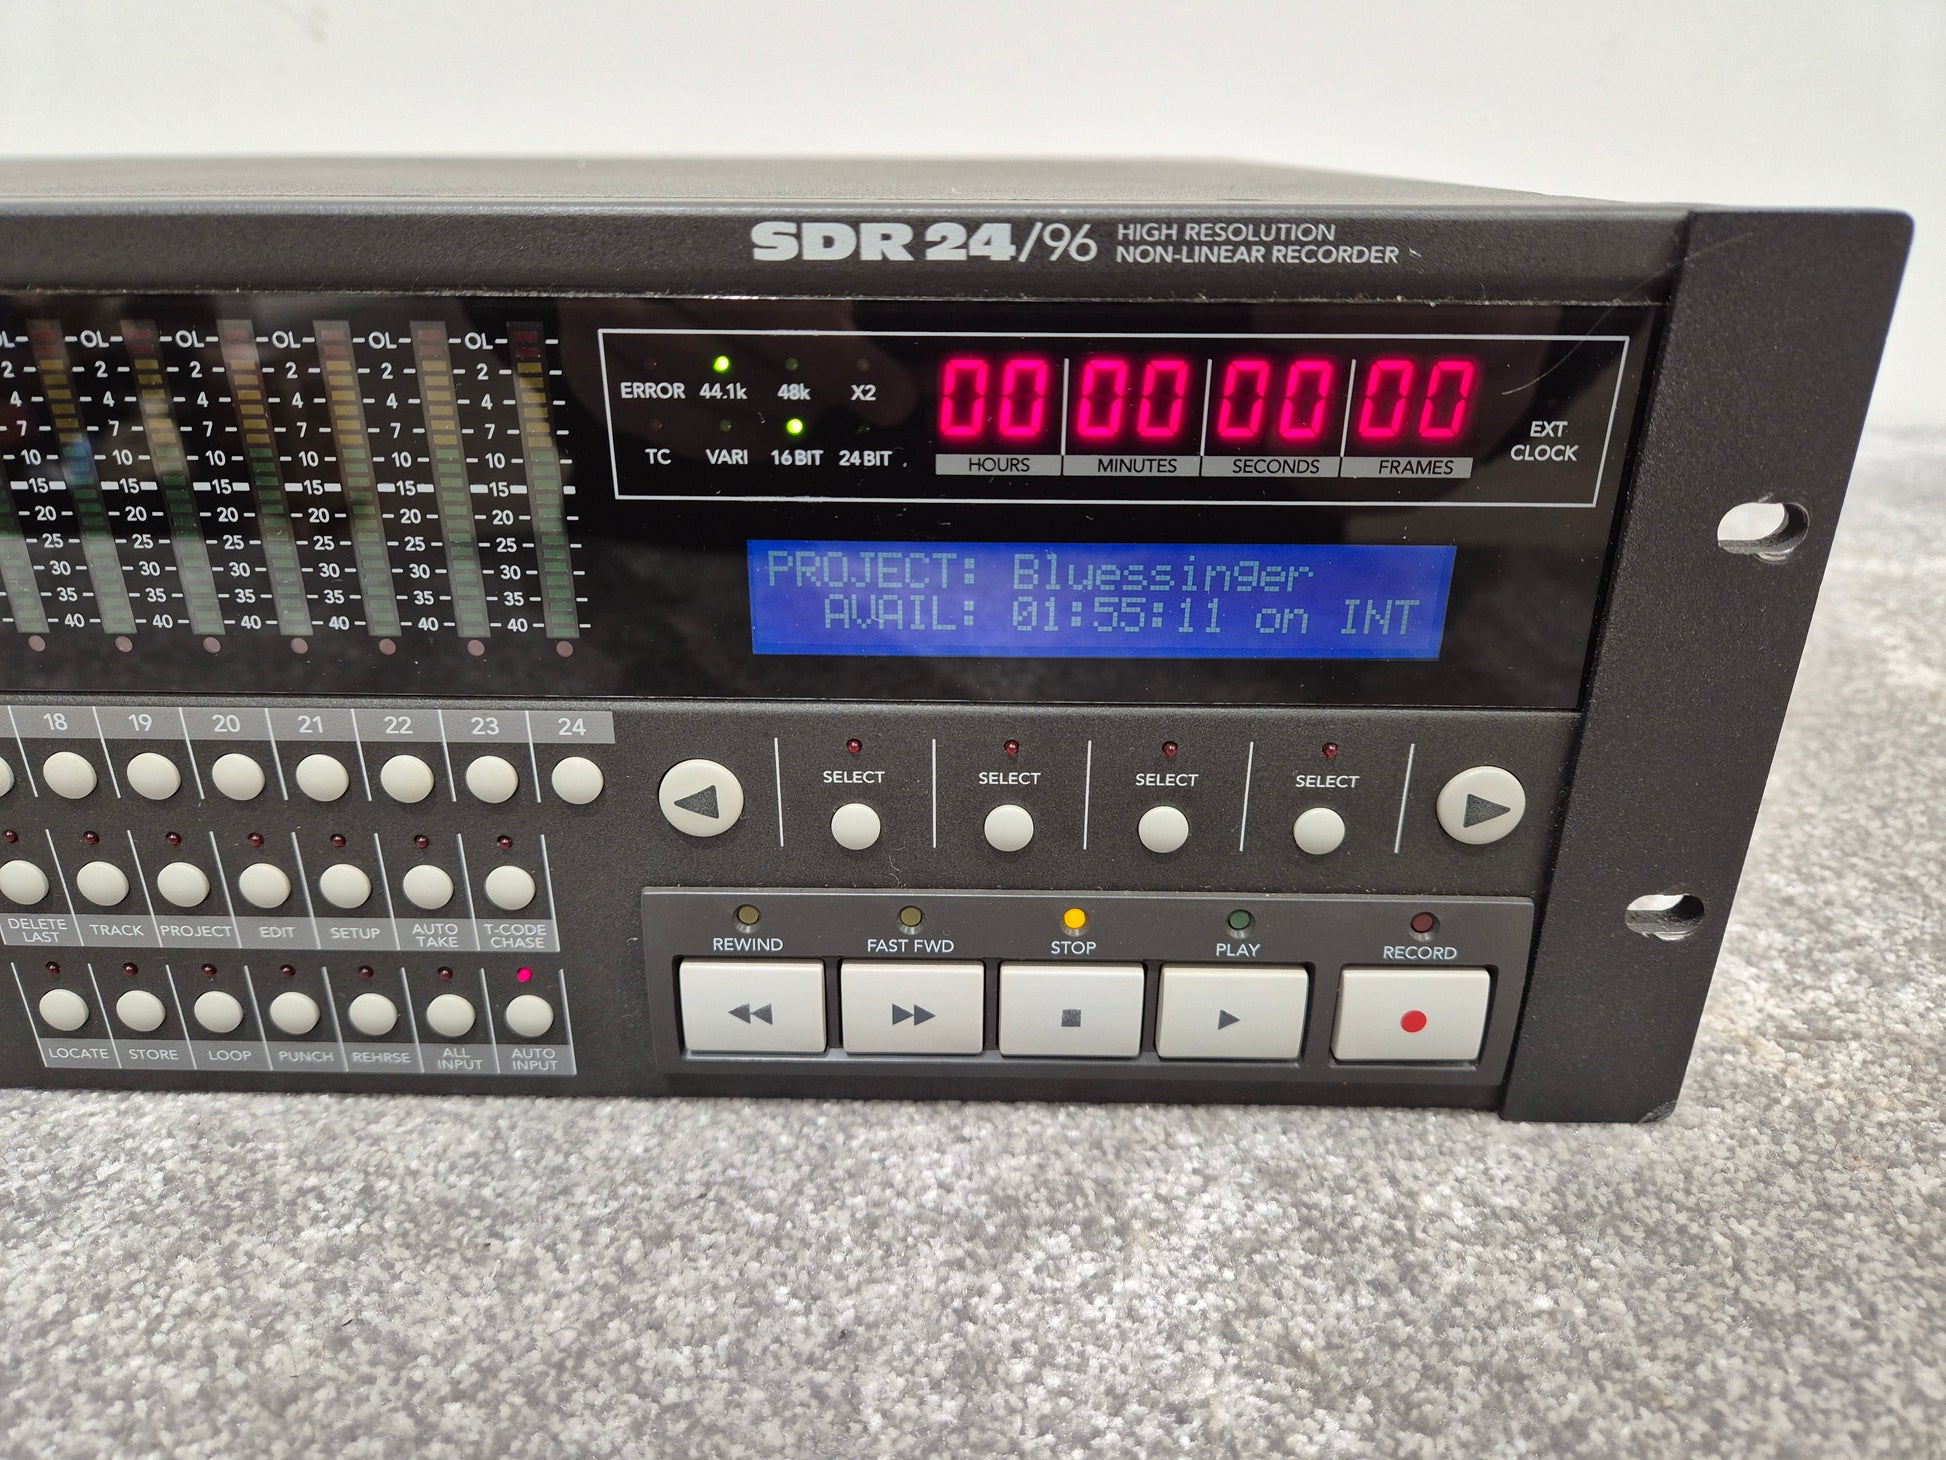 SDR 24/96 HIGH RESOLUTION
NON-LINEAR RECORDER
OL OL OL OL OL OL
2 2 2 2 2 2
4 4 4 4 4 4
7 7 7 7 7 7
10 10 10 10 10 10
15 15 15 15 15 15
20 20 20 20 20 20
25 25 25 25 25 25
30 30 30 30 30 30
35 35 35 35 35 35
40 40 40 40 40 40
ERROR 44.1k 48k X2
TC VARI 16 BIT 24 BIT
00 00 00 00
HOURS MINUTES SECONDS FRAMES
EXT
CLOCK
PROJECT: Bluessinger
AVAIL: 01:55:11 on INT
18 19 20 21 22 23 24
SELECT SELECT SELECT SELECT
DELETE
LAST
TRACK PROJECT EDIT SETUP
AUTO
TAKE
T-CODE
CHASE
REWIND FAST FWD STOP PLAY RECORD
LOCATE STORE LOOP PUNCH REHRSE
ALL
INPUT
AUTO
INPUT